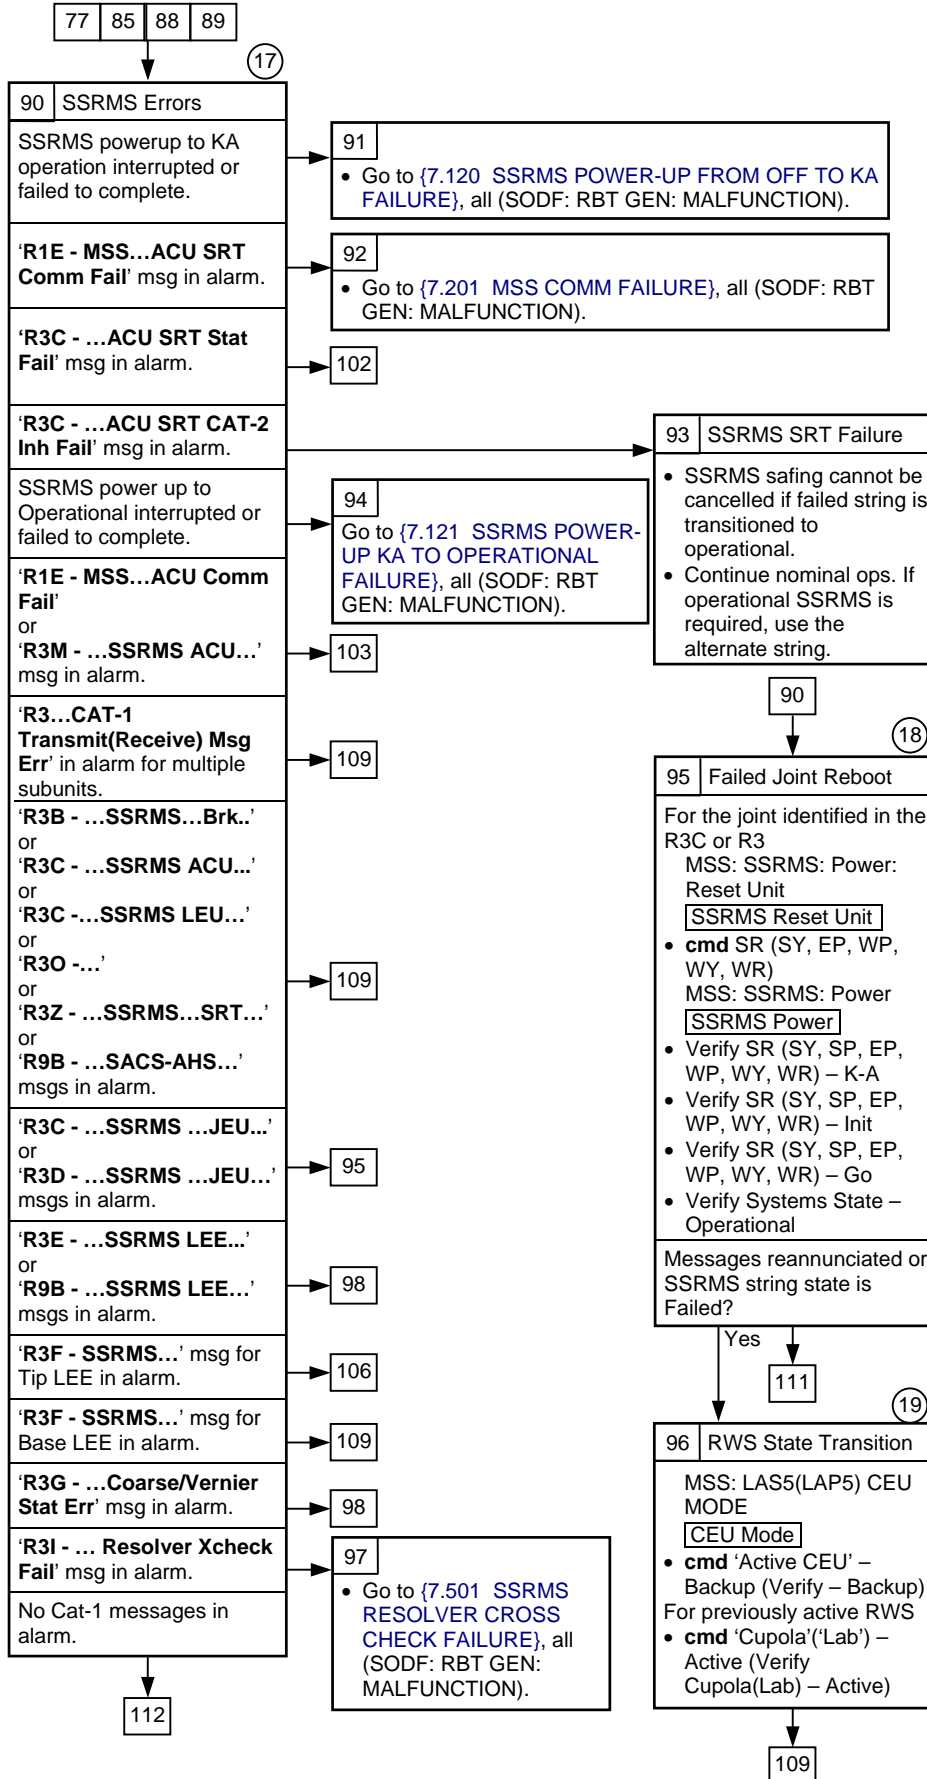 77 85 88 89
17
90 SSRMS Errors
SSRMS powerup to KA
operation interrupted or
failed to complete.
91
• Go to {7.120 SSRMS POWER-UP FROM OFF TO KA
FAILURE}, all (SODF: RBT GEN: MALFUNCTION).
'R1E - MSS…ACU SRT
Comm Fail' msg in alarm.
92
• Go to {7.201 MSS COMM FAILURE}, all (SODF: RBT
GEN: MALFUNCTION).
'R3C - …ACU SRT Stat
Fail' msg in alarm.
102
'R3C - …ACU SRT CAT-2
Inh Fail' msg in alarm.
93 SSRMS SRT Failure
• SSRMS safing cannot be
cancelled if failed string is
transitioned to
operational.
• Continue nominal ops. If
operational SSRMS is
required, use the
alternate string.
SSRMS power up to
Operational interrupted or
failed to complete.
94
Go to {7.121 SSRMS POWER-
UP KA TO OPERATIONAL
FAILURE}, all (SODF: RBT
GEN: MALFUNCTION).
'R1E - MSS…ACU Comm
Fail'
or
'R3M - …SSRMS ACU…'
msg in alarm.
103
'R3…CAT-1
Transmit(Receive) Msg
Err' in alarm for multiple
subunits.
109
'R3B - …SSRMS…Brk..'
or
'R3C - …SSRMS ACU...'
or
'R3C -…SSRMS LEU…'
or
'R3O -…'
or
'R3Z - …SSRMS…SRT…'
or
'R9B - …SACS-AHS…'
msgs in alarm.
109
'R3C - …SSRMS …JEU...'
or
'R3D - …SSRMS …JEU…'
msgs in alarm.
95
'R3E - …SSRMS LEE...'
or
'R9B - …SSRMS LEE…'
msgs in alarm.
98
'R3F - SSRMS…' msg for
Tip LEE in alarm.
106
'R3F - SSRMS…' msg for
Base LEE in alarm.
109
'R3G - …Coarse/Vernier
Stat Err' msg in alarm.
98
'R3I - … Resolver Xcheck
Fail' msg in alarm.
97
• Go to {7.501 SSRMS
RESOLVER CROSS
CHECK FAILURE}, all
(SODF: RBT GEN:
MALFUNCTION).
No Cat-1 messages in
alarm.
112
90
18
95 Failed Joint Reboot
For the joint identified in the
R3C or R3
MSS: SSRMS: Power:
Reset Unit
SSRMS Reset Unit
• cmd SR (SY, EP, WP,
WY, WR)
MSS: SSRMS: Power
SSRMS Power
• Verify SR (SY, SP, EP,
WP, WY, WR) – K-A
• Verify SR (SY, SP, EP,
WP, WY, WR) – Init
• Verify SR (SY, SP, EP,
WP, WY, WR) – Go
• Verify Systems State –
Operational
Messages reannunciated or
SSRMS string state is
Failed?
Yes
111
19
96 RWS State Transition
MSS: LAS5(LAP5) CEU
MODE
CEU Mode
• cmd 'Active CEU' –
Backup (Verify – Backup)
For previously active RWS
• cmd 'Cupola'('Lab') –
Active (Verify
Cupola(Lab) – Active)
109